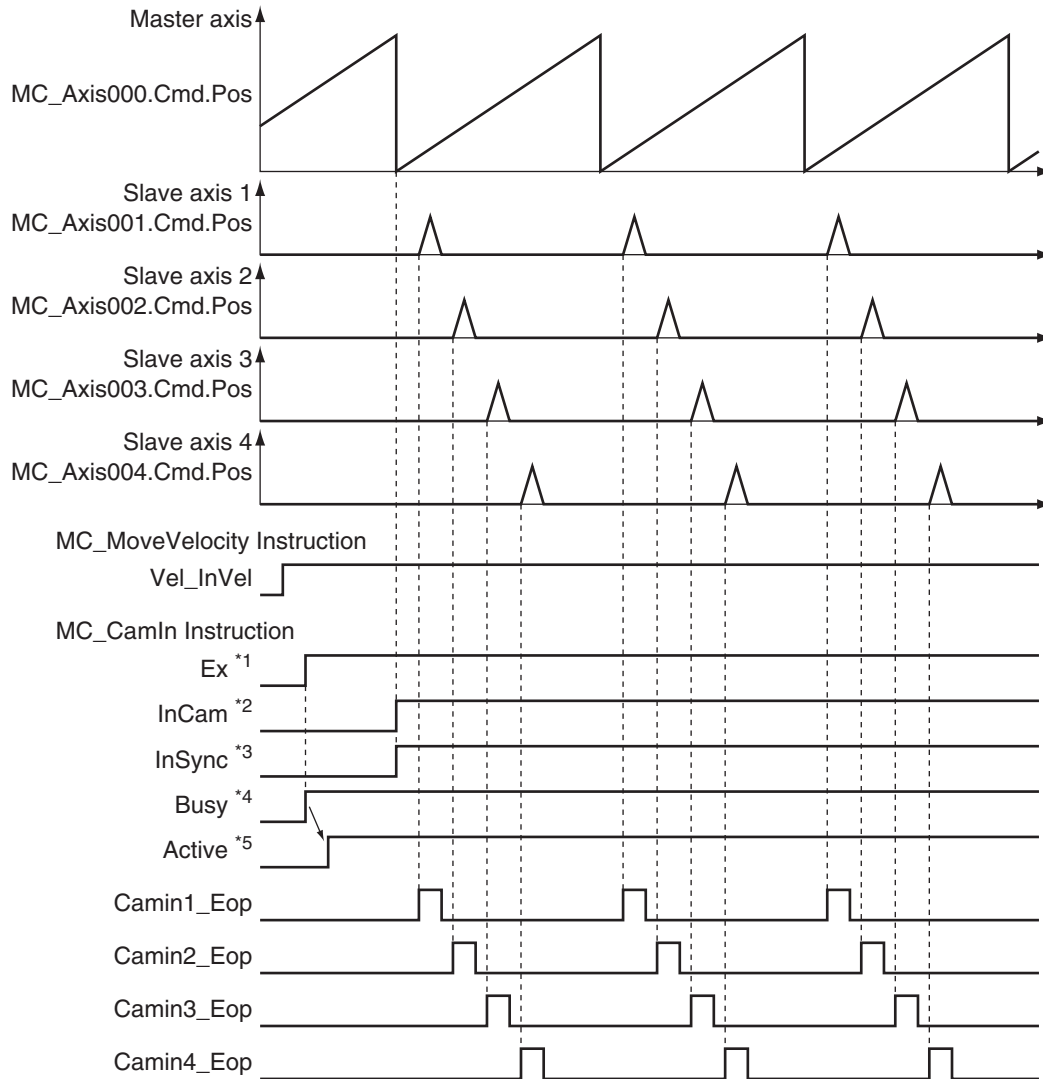 Master axis
MC_Axis000.Cmd.Pos
Slave axis 1
MC_Axis001.Cmd.Pos
Slave axis 2
MC_Axis002.Cmd.Pos
Slave axis 3
MC_Axis003.Cmd.Pos
Slave axis 4
MC_Axis004.Cmd.Pos
MC_MoveVelocity Instruction
Vel_InVel
MC_CamIn Instruction
Ex *1
InCam *2
InSync *3
Busy *4
Active *5
Camin1_Eop
Camin2_Eop
Camin3_Eop
Camin4_Eop